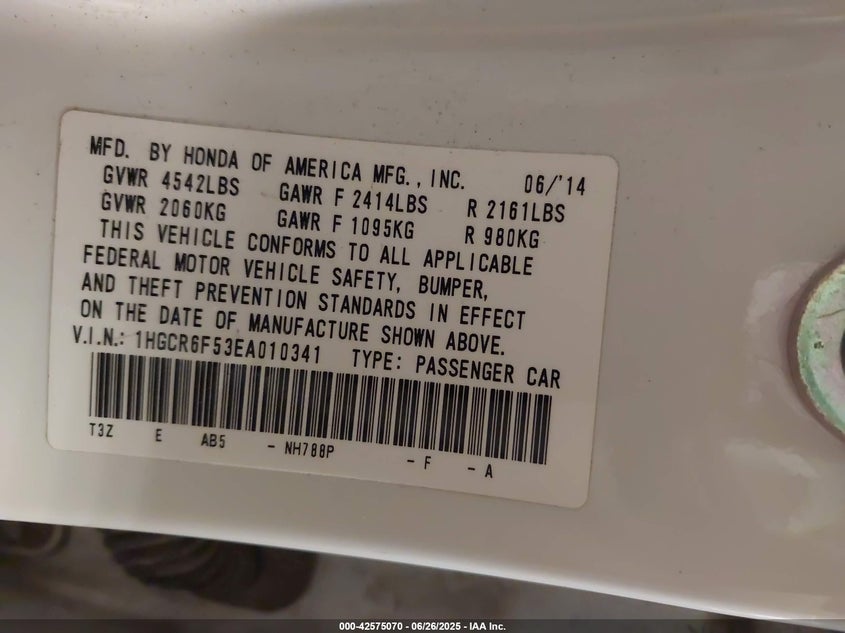 MFD. BY HONDA OF AMERICA MFG., INC. 06/'14
GVWR 4542LBS GAWR F 2414LBS R 2161LBS
GVWR 2060KG GAWR F 1095KG R 980KG
THIS VEHICLE CONFORMS TO ALL APPLICABLE
FEDERAL MOTOR VEHICLE SAFETY, BUMPER,
AND THEFT PREVENTION STANDARDS IN EFFECT
ON THE DATE OF MANUFACTURE SHOWN ABOVE.
V.I.N.: 1HGCR6F53EA010341 TYPE: PASSENGER CAR
T3Z E AB5 - NH788P - F - A
000-42575070 - 06/26/2025 - IAA Inc.